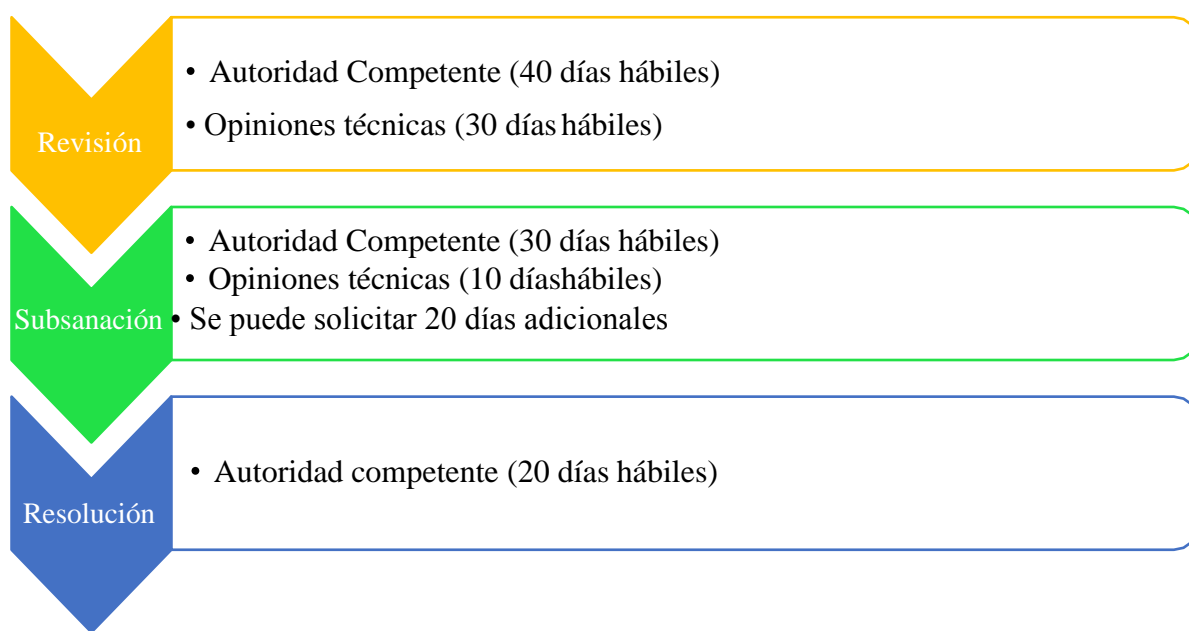 Revisión
• Autoridad Competente (40 días hábiles)
• Opiniones técnicas (30 días hábiles)
Subsanación
• Autoridad Competente (30 días hábiles)
• Opiniones técnicas (10 díashábiles)
• Se puede solicitar 20 días adicionales
Resolución
• Autoridad competente (20 días hábiles)